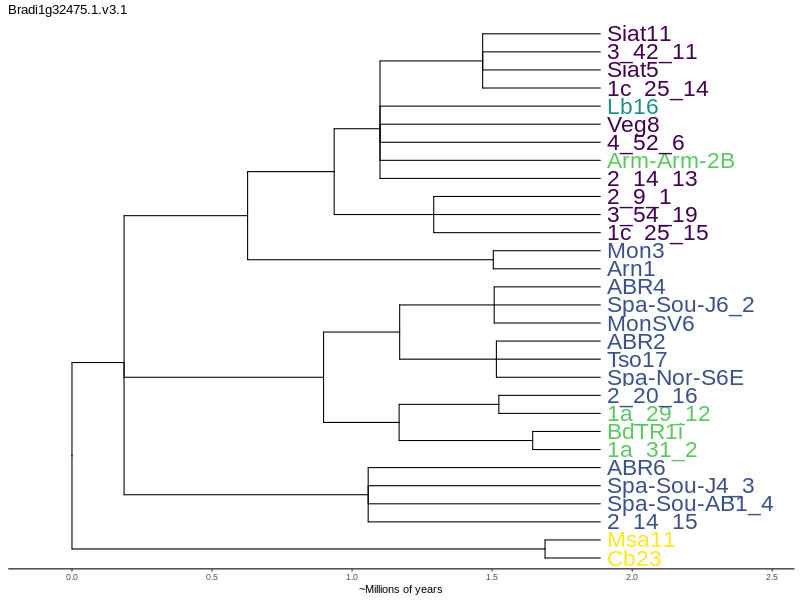 Bradi1g32475.1.v3.1
Siat11
3_42_11
Siat5
1c_25_14
Lb16
Veg8
4_52_6
Arm-Arm-2B
2_14_13
2_9_1
3_54_19
1c_25_15
Mon3
Arn1
ABR4
Spa-Sou-J6_2
MonSV6
ABR2
Tso17
Spa-Nor-S6E
2_20_16
1a_29_12
BdTR1i
1a_31_2
ABR6
Spa-Sou-J4_3
Spa-Sou-AB1_4
2_14_15
Msa11
Cb23
0.0 0.5 1.0 1.5 2.0 2.5
~Millions of years